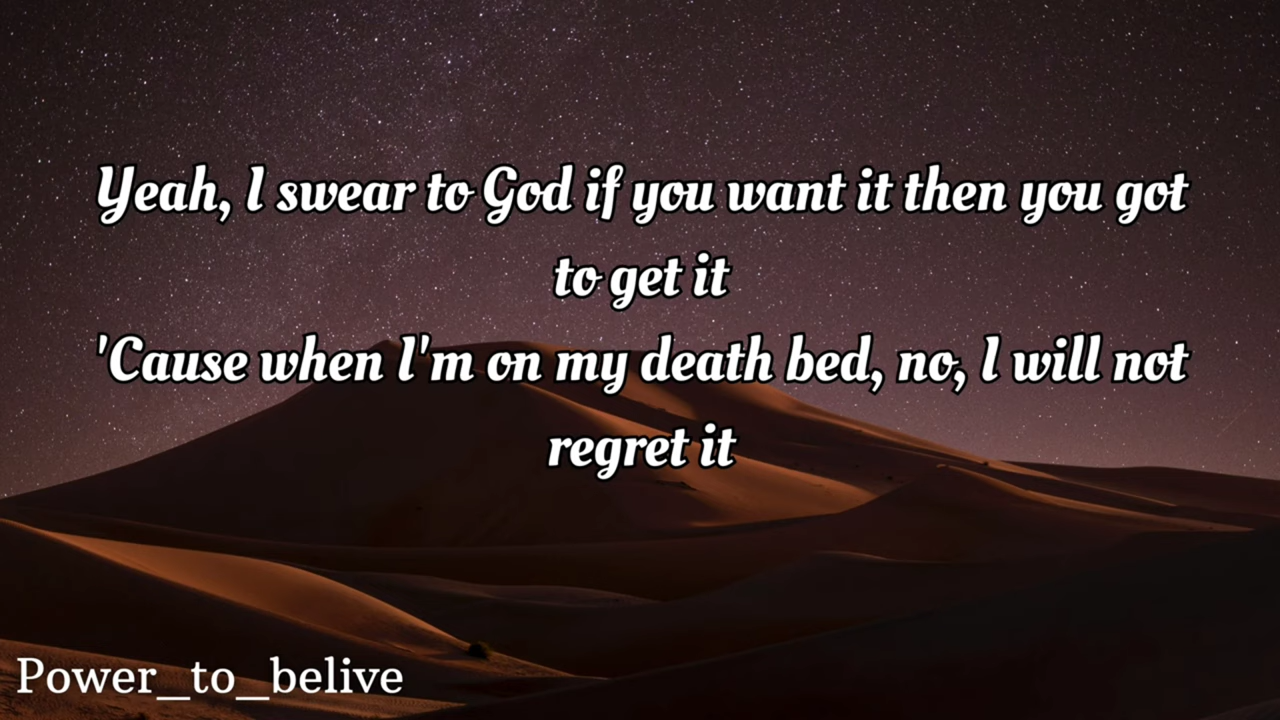 Yeah, I swear to God if you want it then you got
to get it
'Cause when I'm on my death bed, no, I will not
regret it
Power_to_belive